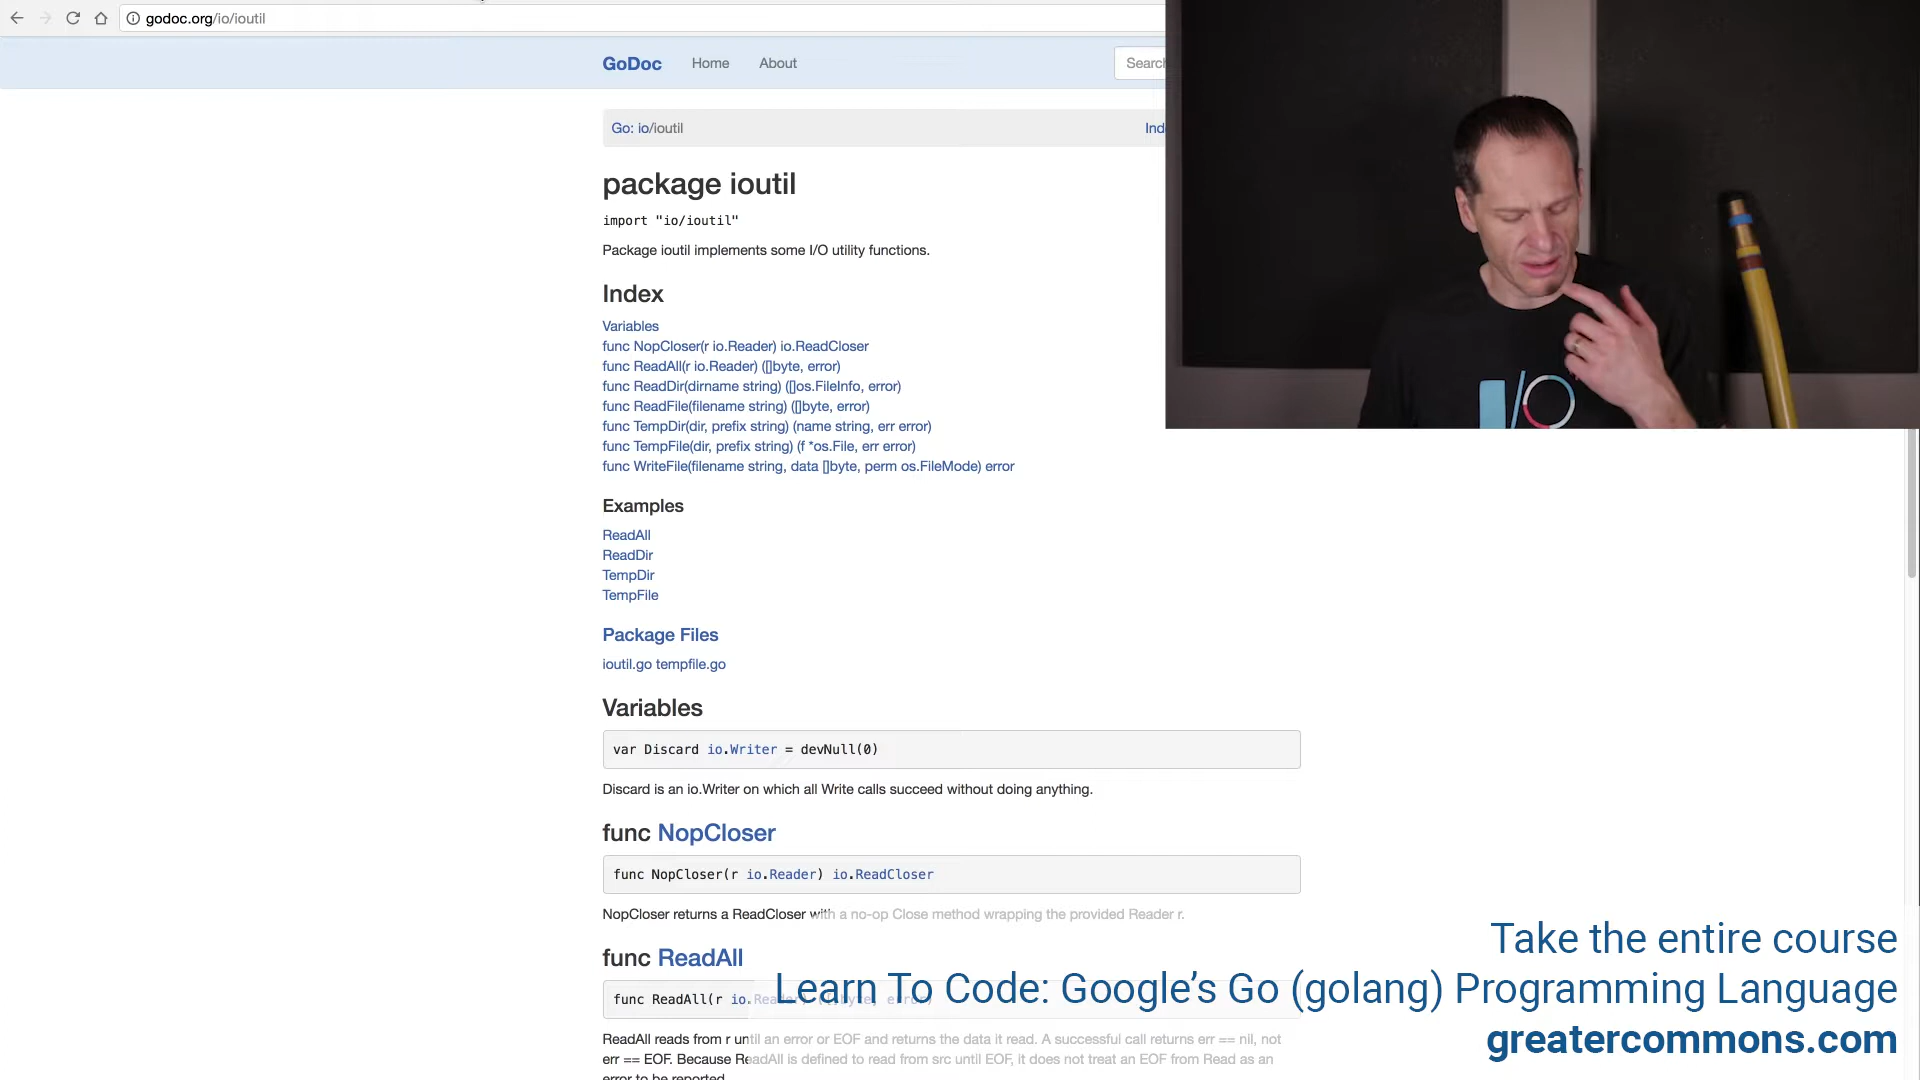 godoc.org/io/ioutil
GoDoc Home About Search
Go: io/ioutil
package ioutil
import "io/ioutil"
Package ioutil implements some I/O utility functions.
Index
Variables
func NopCloser(r io.Reader) io.ReadCloser
func ReadAll(r io.Reader) ([]byte, error)
func ReadDir(dirname string) ([]os.FileInfo, error)
func ReadFile(filename string) ([]byte, error)
func TempDir(dir, prefix string) (name string, err error)
func TempFile(dir, prefix string) (f *os.File, err error)
func WriteFile(filename string, data []byte, perm os.FileMode) error
Examples
ReadAll
ReadDir
TempDir
TempFile
Package Files
ioutil.go tempfile.go
Variables
var Discard io.Writer = devNull(0)
Discard is an io.Writer on which all Write calls succeed without doing anything.
func NopCloser
func NopCloser(r io.Reader) io.ReadCloser
NopCloser returns a ReadCloser with a no-op Close method wrapping the provided Reader r.
func ReadAll
func ReadAll(r io.Reader) ([]byte, error)
ReadAll reads from r until an error or EOF and returns the data it read. A successful call returns err == nil, not
err == EOF. Because ReadAll is defined to read from src until EOF, it does not treat an EOF from Read as an
error to be reported.
I/O
Take the entire course
Learn To Code: Google's Go (golang) Programming Language
greatercommons.com